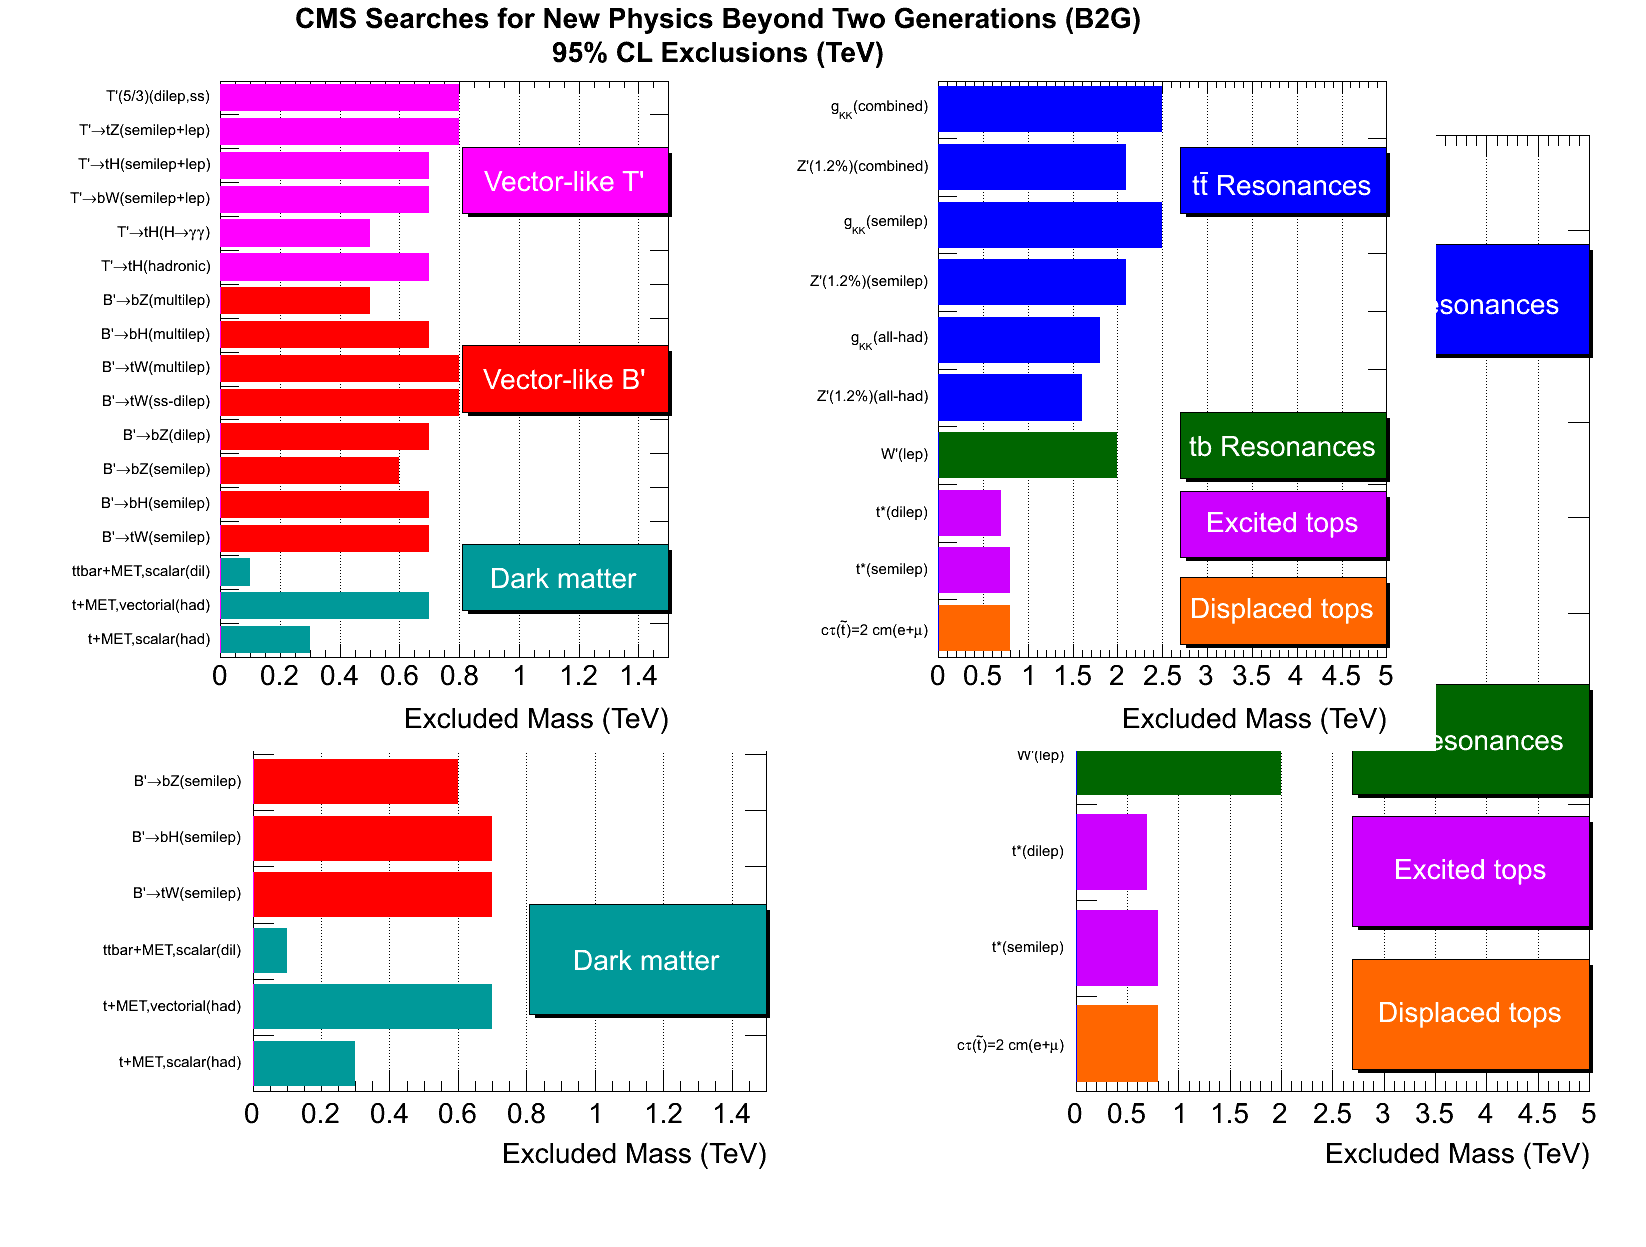 CMS Searches for New Physics Beyond Two Generations (B2G)
95% CL Exclusions (TeV)
T'(5/3)(dilep,ss)
T'→tZ(semilep+lep)
T'→tH(semilep+lep)
T'→bW(semilep+lep)
T'→tH(H→γγ)
T'→tH(hadronic)
B'→bZ(multilep)
B'→bH(multilep)
B'→tW(multilep)
B'→tW(ss-dilep)
B'→bZ(dilep)
B'→bZ(semilep)
B'→bH(semilep)
B'→tW(semilep)
ttbar+MET,scalar(dil)
t+MET,vectorial(had)
t+MET,scalar(had)
Vector-like T'
Vector-like B'
Dark matter
0 0.2 0.4 0.6 0.8 1 1.2 1.4
Excluded Mass (TeV)
g_KK(combined)
Z'(1.2%)(combined)
g_KK(semilep)
Z'(1.2%)(semilep)
g_KK(all-had)
Z'(1.2%)(all-had)
W'(lep)
t*(dilep)
t*(semilep)
cτ(t̃)=2 cm(e+μ)
tt̄ Resonances
tb Resonances
Excited tops
Displaced tops
0 0.5 1 1.5 2 2.5 3 3.5 4 4.5 5
Excluded Mass (TeV)
esonances
esonances
B'→bZ(semilep)
B'→bH(semilep)
B'→tW(semilep)
ttbar+MET,scalar(dil)
t+MET,vectorial(had)
t+MET,scalar(had)
Dark matter
0 0.2 0.4 0.6 0.8 1 1.2 1.4
Excluded Mass (TeV)
W'(lep)
t*(dilep)
t*(semilep)
cτ(t̃)=2 cm(e+μ)
Excited tops
Displaced tops
0 0.5 1 1.5 2 2.5 3 3.5 4 4.5 5
Excluded Mass (TeV)